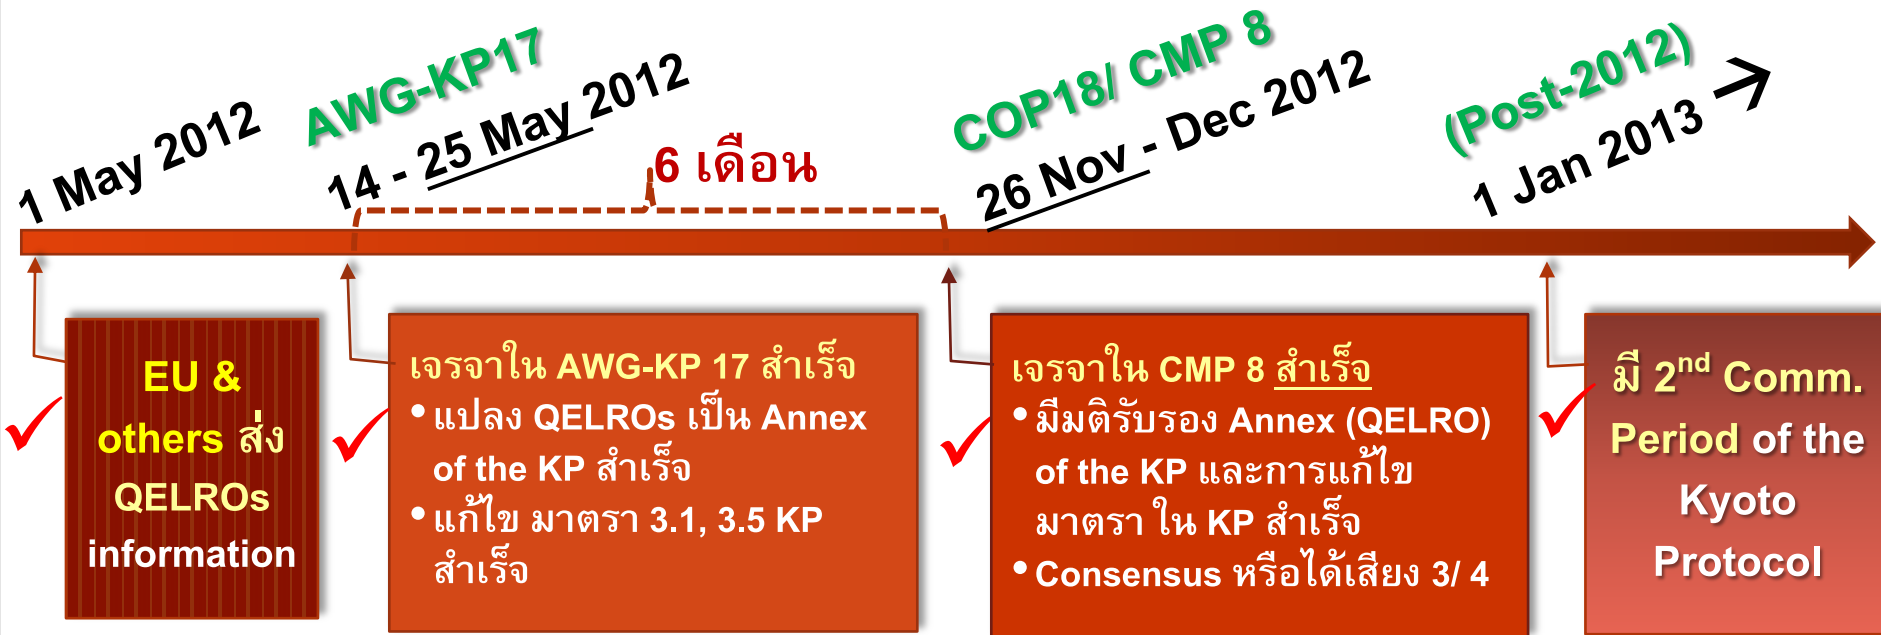 1 May 2012
AWG-KP17
14 - 25 May 2012
6 เดือน
COP18/ CMP 8
26 Nov - Dec 2012
(Post-2012)
1 Jan 2013 →
EU &
others ส่ง
QELROs
information
เจรจาใน AWG-KP 17 สำเร็จ
• แปลง QELROs เป็น Annex
of the KP สำเร็จ
• แก้ไข มาตรา 3.1, 3.5 KP
สำเร็จ
เจรจาใน CMP 8 สำเร็จ
• มีมติรับรอง Annex (QELRO)
of the KP และการแก้ไข
มาตรา ใน KP สำเร็จ
• Consensus หรือได้เสียง 3/ 4
มี 2nd Comm.
Period of the
Kyoto
Protocol